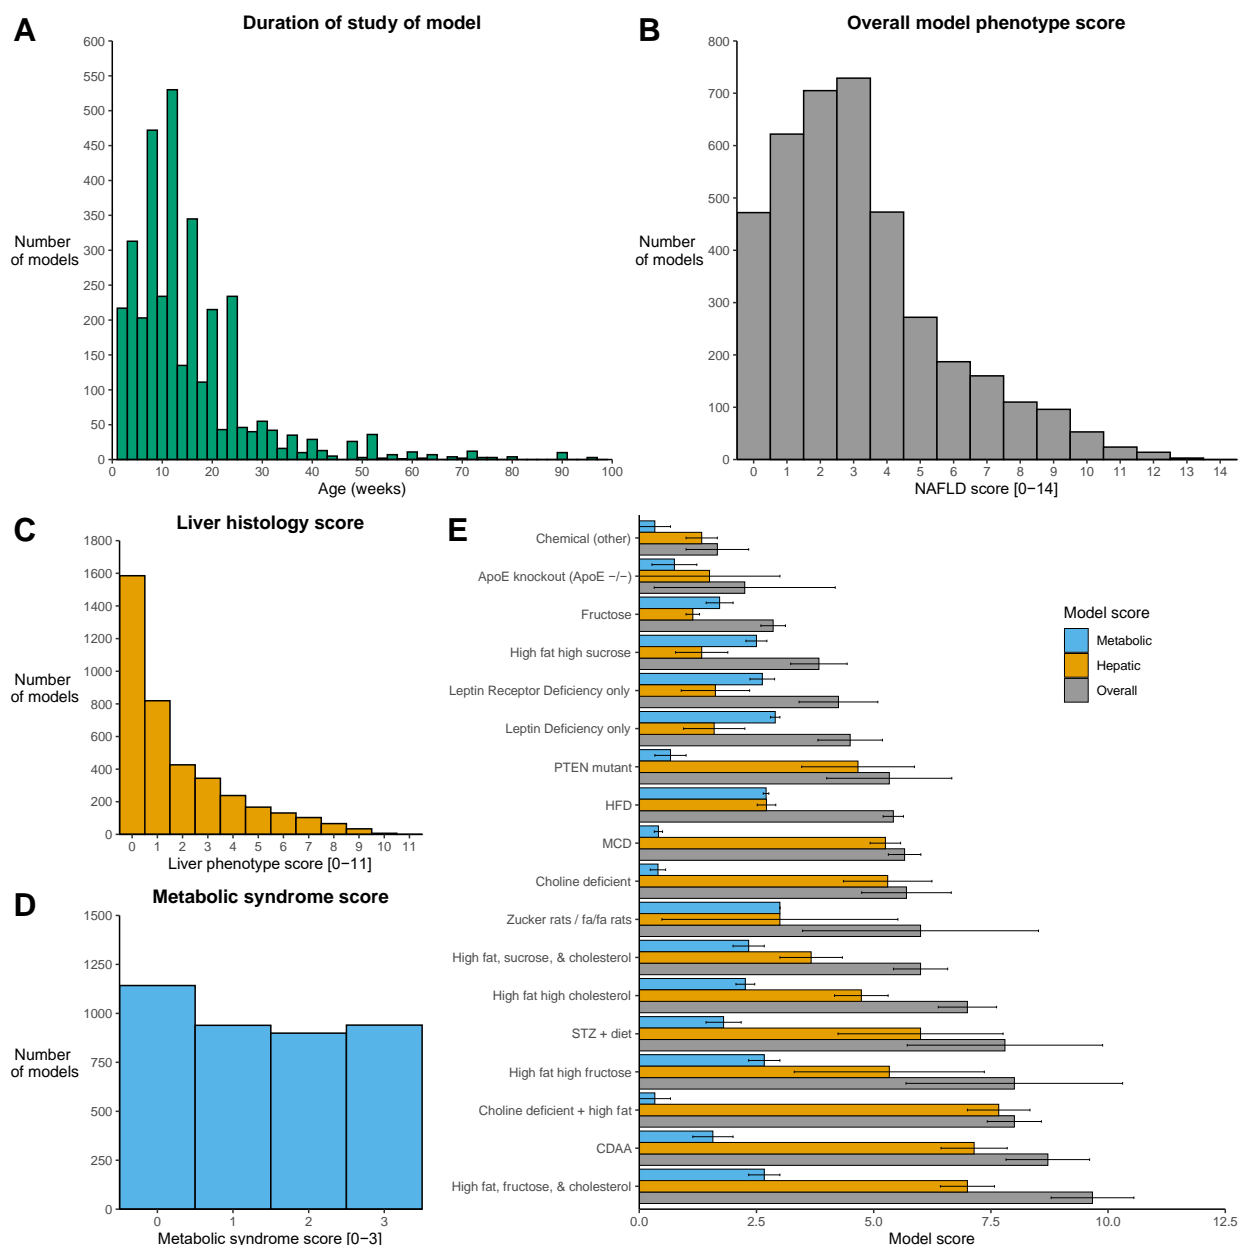 A
Duration of study of model
600
550
500
450
400
350
300
250
200
150
100
50
0
Number
of models
0 10 20 30 40 50 60 70 80 90 100
Age (weeks)
B
Overall model phenotype score
800
700
600
500
400
300
200
100
0
Number
of models
0 1 2 3 4 5 6 7 8 9 10 11 12 13 14
NAFLD score [0−14]
C
Liver histology score
1800
1600
1400
1200
1000
800
600
400
200
0
Number
of models
0 1 2 3 4 5 6 7 8 9 10 11
Liver phenotype score [0−11]
D
Metabolic syndrome score
1500
1250
1000
750
500
250
0
Number
of models
0 1 2 3
Metabolic syndrome score [0−3]
E
Chemical (other)
ApoE knockout (ApoE −/−)
Fructose
High fat high sucrose
Leptin Receptor Deficiency only
Leptin Deficiency only
PTEN mutant
HFD
MCD
Choline deficient
Zucker rats / fa/fa rats
High fat, sucrose, & cholesterol
High fat high cholesterol
STZ + diet
High fat high fructose
Choline deficient + high fat
CDAA
High fat, fructose, & cholesterol
0.0 2.5 5.0 7.5 10.0 12.5
Model score
Model score
Metabolic
Hepatic
Overall